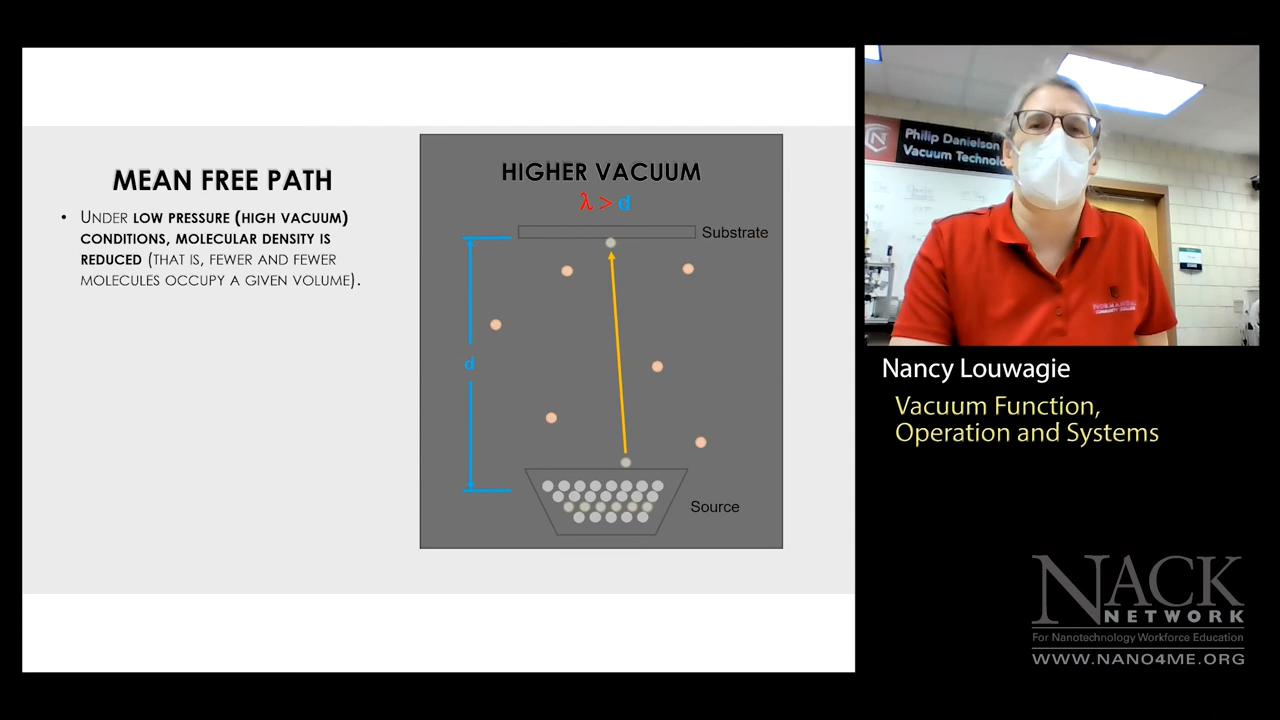 MEAN FREE PATH
• UNDER LOW PRESSURE (HIGH VACUUM)
CONDITIONS, MOLECULAR DENSITY IS
REDUCED (THAT IS, FEWER AND FEWER
MOLECULES OCCUPY A GIVEN VOLUME).
HIGHER VACUUM
λ > d
Substrate
d
Source
Philip Danielson
Vacuum Technolo
Nancy Louwagie
Vacuum Function,
Operation and Systems
NACK
NETWORK
For Nanotechnology Workforce Education
WWW.NANO4ME.ORG